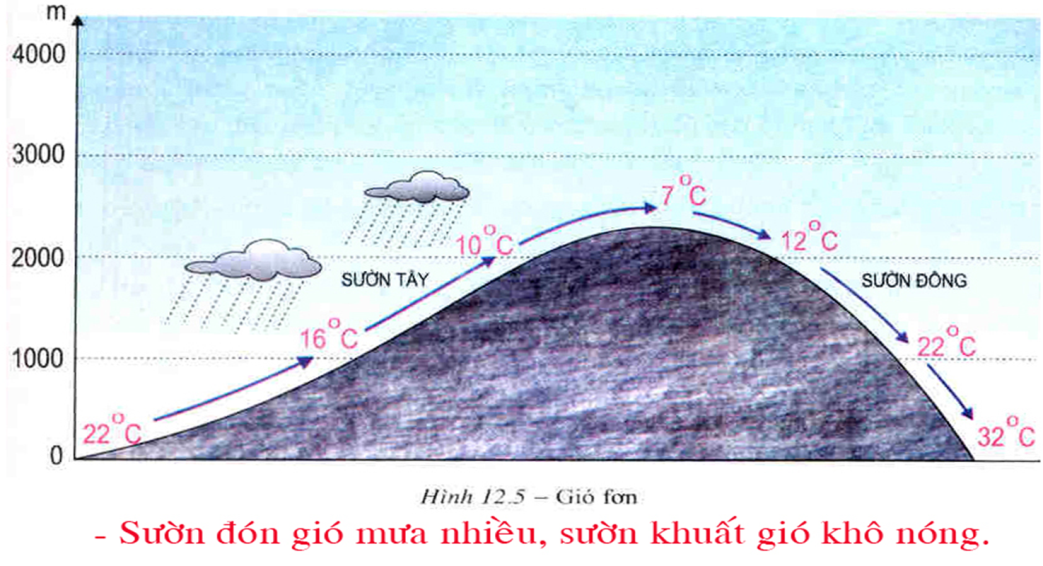 m
4000
3000
7°C
10°C
12°C
2000
SƯỜN TÂY
SƯỜN ĐÔNG
16°C
22°C
1000
22°C
32°C
0
Hình 12.5 – Gió fơn
- Sườn đón gió mưa nhiều, sườn khuất gió khô nóng.